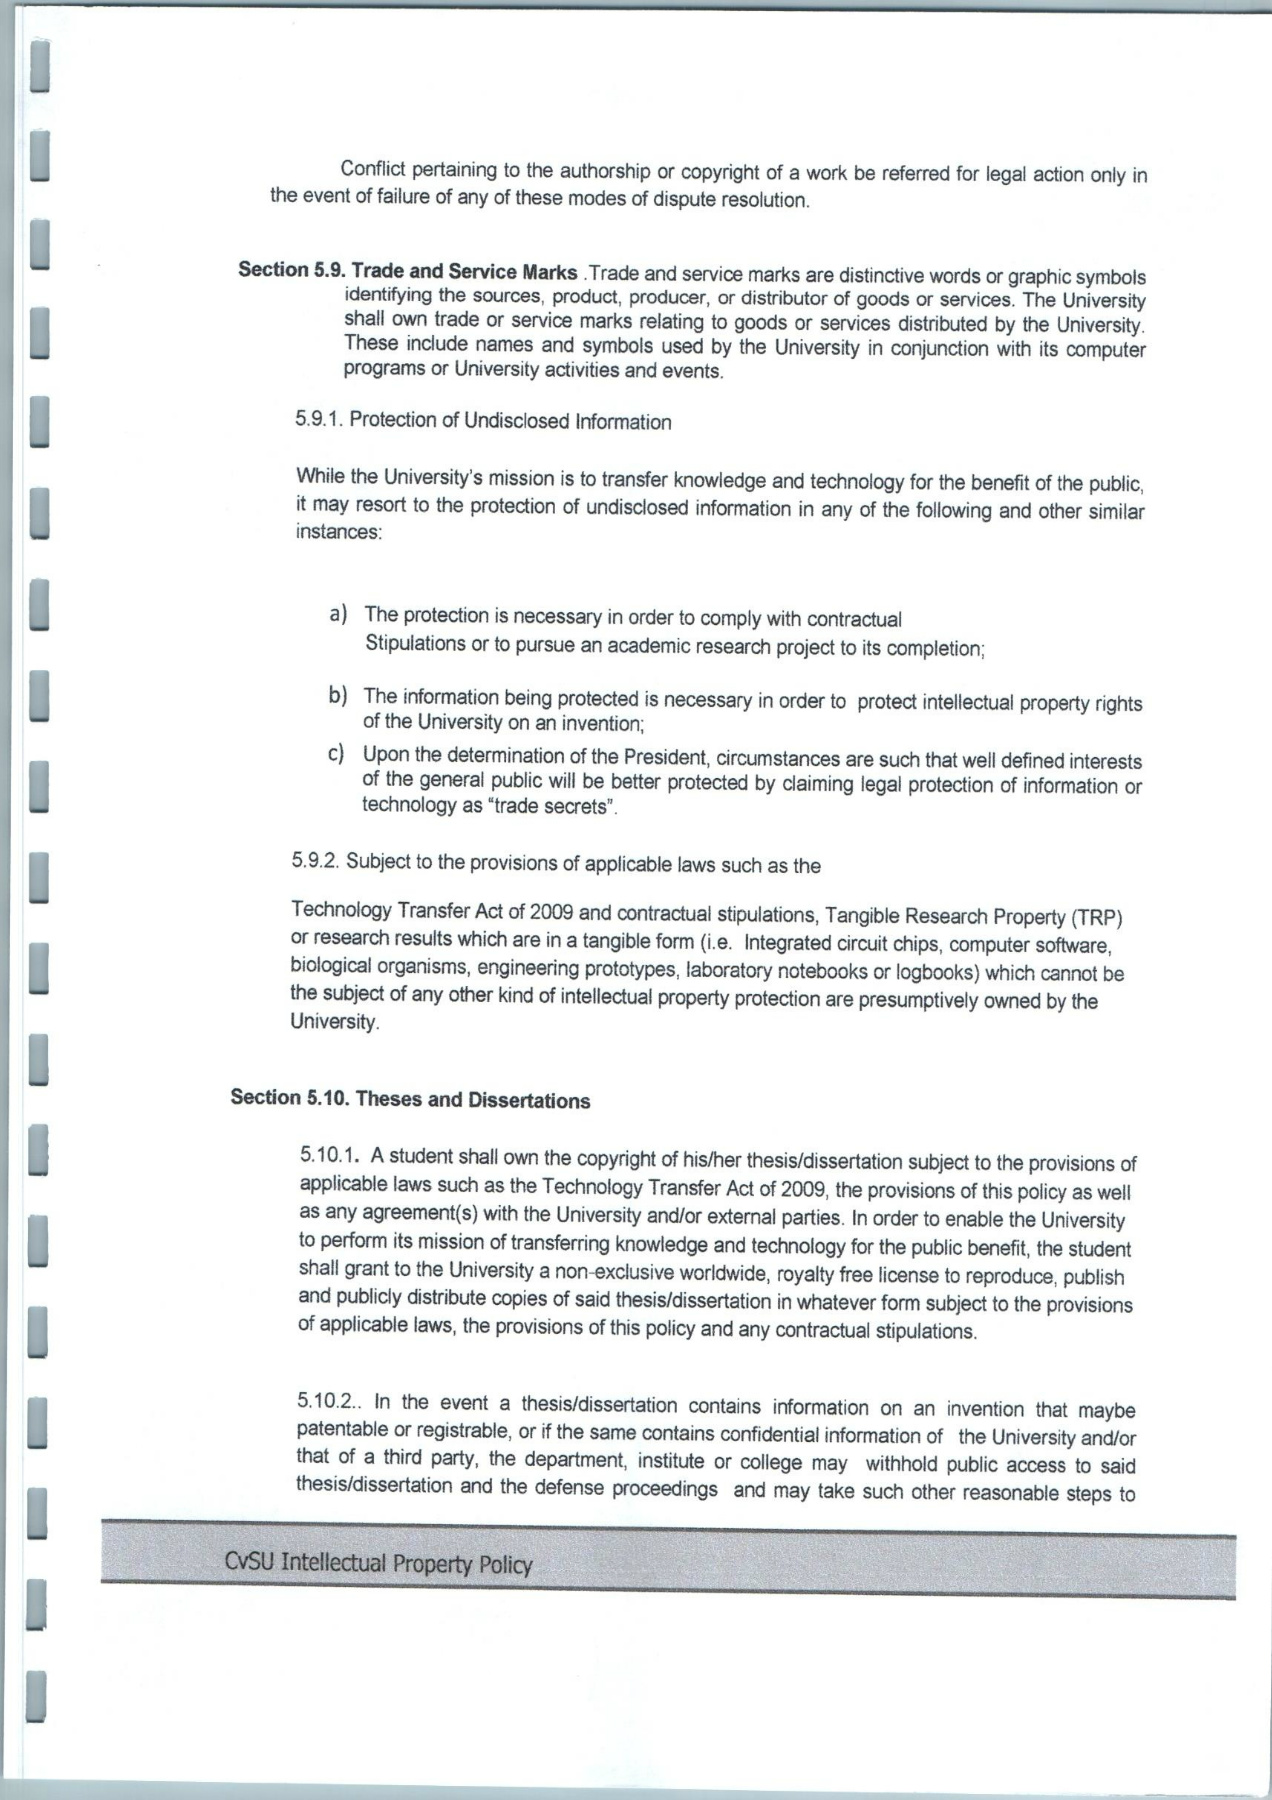 Conflict pertaining to the authorship or copyright of a work be referred for legal action only in
the event of failure of any of these modes of dispute resolution.
Section 5.9. Trade and Service Marks .Trade and service marks are distinctive words or graphic symbols
identifying the sources, product, producer, or distributor of goods or services. The University
shall own trade or service marks relating to goods or services distributed by the University.
These include names and symbols used by the University in conjunction with its computer
programs or University activities and events.
5.9.1. Protection of Undisclosed Information
While the University's mission is to transfer knowledge and technology for the benefit of the public,
it may resort to the protection of undisclosed information in any of the following and other similar
instances:
a) The protection is necessary in order to comply with contractual
Stipulations or to pursue an academic research project to its completion;
b) The information being protected is necessary in order to protect intellectual property rights
of the University on an invention;
c) Upon the determination of the President, circumstances are such that well defined interests
of the general public will be better protected by claiming legal protection of information or
technology as "trade secrets".
5.9.2. Subject to the provisions of applicable laws such as the
Technology Transfer Act of 2009 and contractual stipulations, Tangible Research Property (TRP)
or research results which are in a tangible form (i.e. Integrated circuit chips, computer software,
biological organisms, engineering prototypes, laboratory notebooks or logbooks) which cannot be
the subject of any other kind of intellectual property protection are presumptively owned by the
University.
Section 5.10. Theses and Dissertations
5.10.1. A student shall own the copyright of his/her thesis/dissertation subject to the provisions of
applicable laws such as the Technology Transfer Act of 2009, the provisions of this policy as well
as any agreement(s) with the University and/or external parties. In order to enable the University
to perform its mission of transferring knowledge and technology for the public benefit, the student
shall grant to the University a non-exclusive worldwide, royalty free license to reproduce, publish
and publicly distribute copies of said thesis/dissertation in whatever form subject to the provisions
of applicable laws, the provisions of this policy and any contractual stipulations.
5.10.2.. In the event a thesis/dissertation contains information on an invention that maybe
patentable or registrable, or if the same contains confidential information of the University and/or
that of a third party, the department, institute or college may withhold public access to said
thesis/dissertation and the defense proceedings and may take such other reasonable steps to
CvSU Intellectual Property Policy